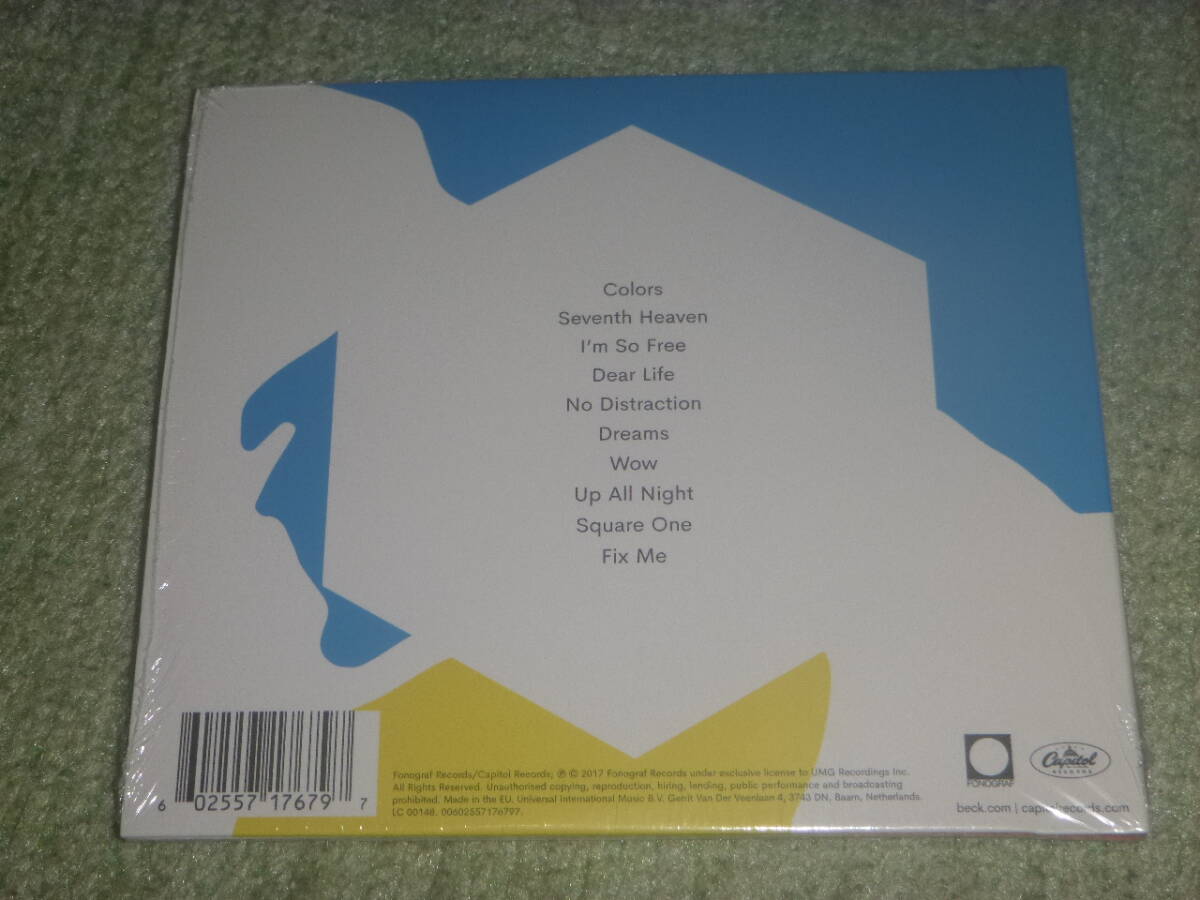 Colors
Seventh Heaven
I'm So Free
Dear Life
No Distraction
Dreams
Wow
Up All Night
Square One
Fix Me
6 02557 17679 7
Fonograf Records/Capitol Records; ℗ © 2017 Fonograf Records under exclusive license to UMG Recordings Inc.
All Rights Reserved. Unauthorised copying, reproduction, hiring, lending, public performance and broadcasting
prohibited. Made in the EU. Universal International Music B.V. Gerrit Van Der Veenlaan 4, 3743 DN, Baarn, Netherlands.
LC 00148. 00602557176797.
FONOGRAF
Capitol
RECORDS
beck.com | capitolrecords.com